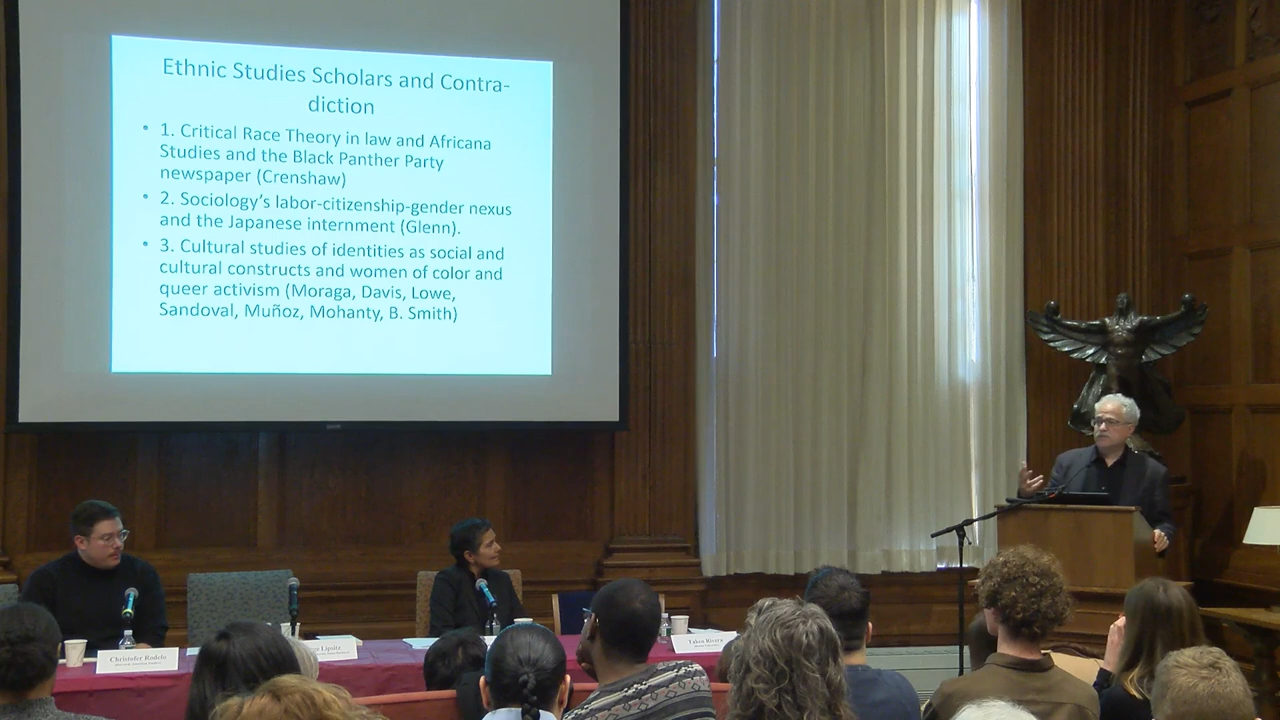 Ethnic Studies Scholars and Contra-
diction
• 1. Critical Race Theory in law and Africana
Studies and the Black Panther Party
newspaper (Crenshaw)
• 2. Sociology's labor-citizenship-gender nexus
and the Japanese internment (Glenn).
• 3. Cultural studies of identities as social and
cultural constructs and women of color and
queer activism (Moraga, Davis, Lowe,
Sandoval, Muñoz, Mohanty, B. Smith)
Christofer Rodelo
Lipsitz
Rivera